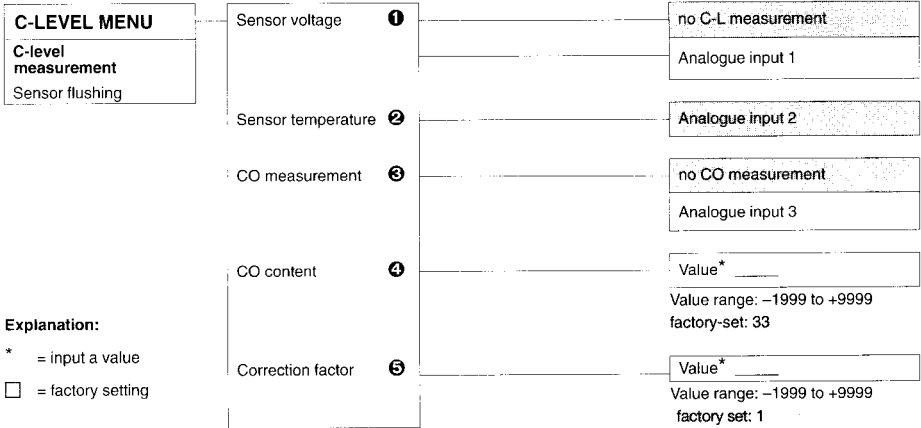 C-LEVEL MENU
C-level
measurement
Sensor flushing
Sensor voltage ❶
no C-L measurement
Analogue input 1
Sensor temperature ❷
Analogue input 2
CO measurement ❸
no CO measurement
Analogue input 3
CO content ❹
Value* _____
Value range: –1999 to +9999
factory-set: 33
Correction factor ❺
Value* _____
Value range: –1999 to +9999
factory set: 1
Explanation:
* = input a value
☐ = factory setting